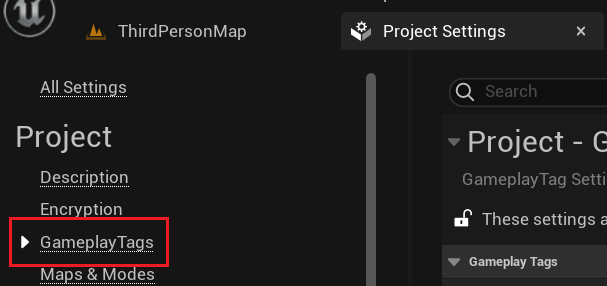 ThirdPersonMap
Project Settings
All Settings
Search
Project
Project - G
Description
GameplayTag Setti
Encryption
These settings a
GameplayTags
Gameplay Tags
Maps & Modes